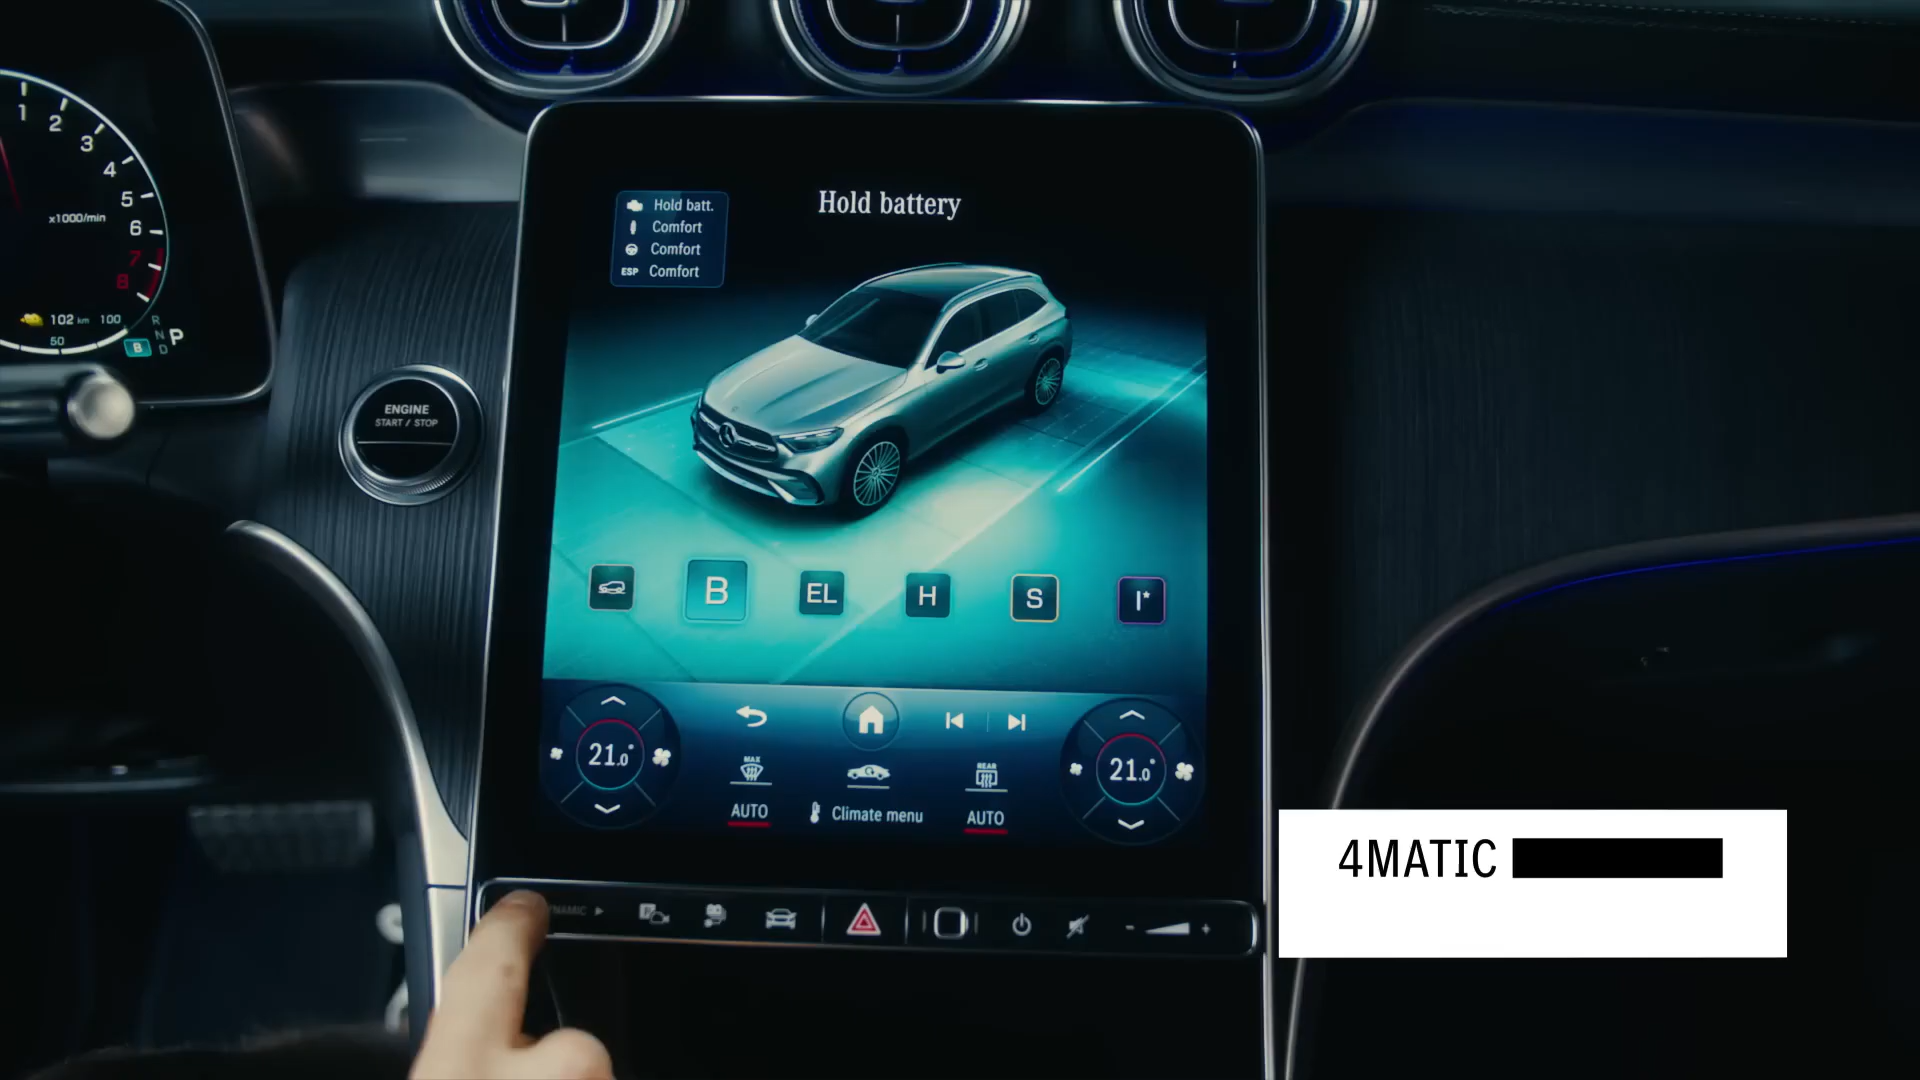 1
2
3
4
5
6
7
8
x1000/min
102 km 100
50
R
N
D
P
B
ENGINE
START / STOP
Hold battery
Hold batt.
Comfort
Comfort
ESP Comfort
B
EL
H
S
I*
21.0°
MAX
REAR
21.0°
AUTO
Climate menu
AUTO
4MATIC